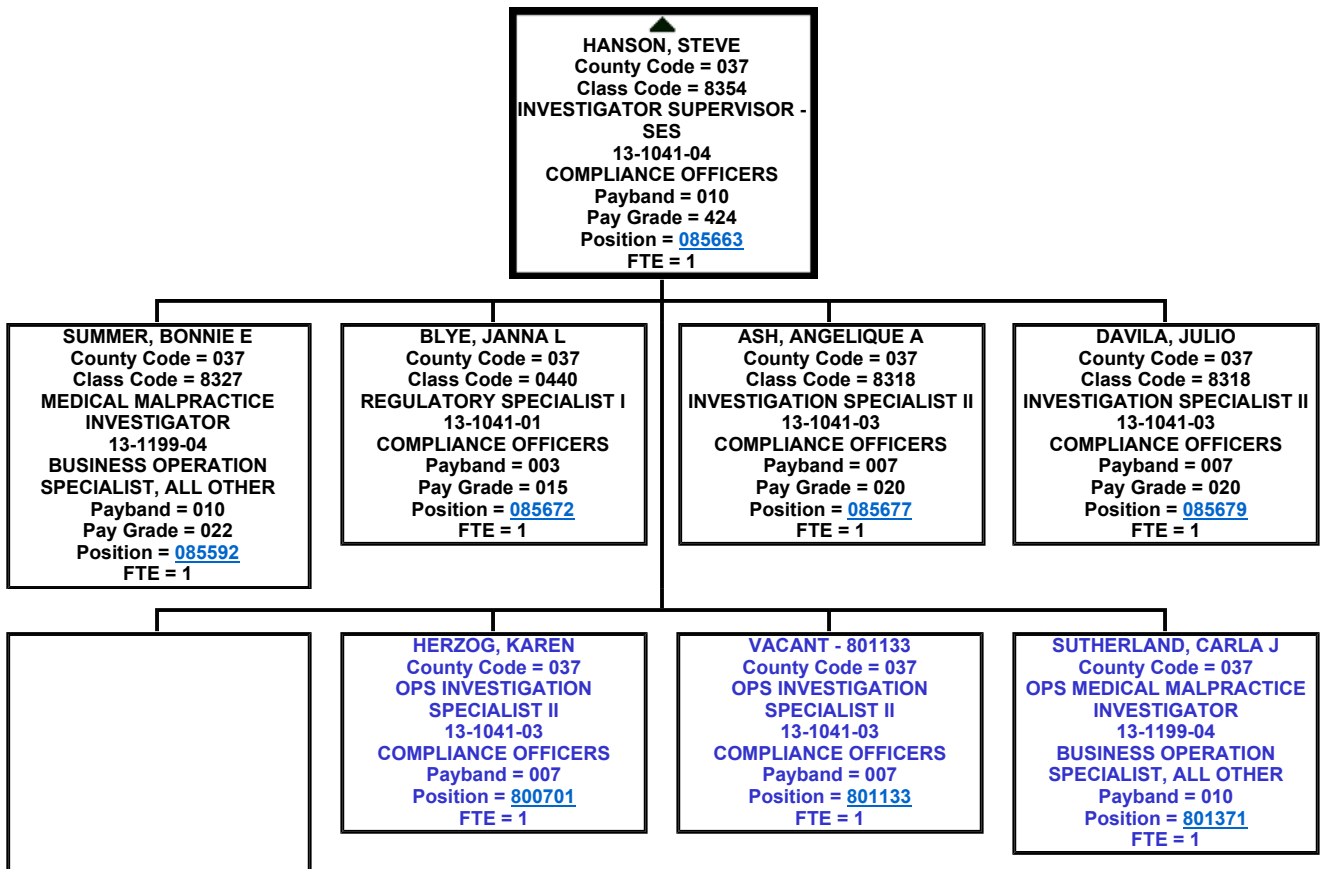 HANSON, STEVE
County Code = 037
Class Code = 8354
INVESTIGATOR SUPERVISOR -
SES
13-1041-04
COMPLIANCE OFFICERS
Payband = 010
Pay Grade = 424
Position = 085663
FTE = 1
SUMMER, BONNIE E
County Code = 037
Class Code = 8327
MEDICAL MALPRACTICE
INVESTIGATOR
13-1199-04
BUSINESS OPERATION
SPECIALIST, ALL OTHER
Payband = 010
Pay Grade = 022
Position = 085592
FTE = 1
BLYE, JANNA L
County Code = 037
Class Code = 0440
REGULATORY SPECIALIST I
13-1041-01
COMPLIANCE OFFICERS
Payband = 003
Pay Grade = 015
Position = 085672
FTE = 1
ASH, ANGELIQUE A
County Code = 037
Class Code = 8318
INVESTIGATION SPECIALIST II
13-1041-03
COMPLIANCE OFFICERS
Payband = 007
Pay Grade = 020
Position = 085677
FTE = 1
DAVILA, JULIO
County Code = 037
Class Code = 8318
INVESTIGATION SPECIALIST II
13-1041-03
COMPLIANCE OFFICERS
Payband = 007
Pay Grade = 020
Position = 085679
FTE = 1
HERZOG, KAREN
County Code = 037
OPS INVESTIGATION
SPECIALIST II
13-1041-03
COMPLIANCE OFFICERS
Payband = 007
Position = 800701
FTE = 1
VACANT - 801133
County Code = 037
OPS INVESTIGATION
SPECIALIST II
13-1041-03
COMPLIANCE OFFICERS
Payband = 007
Position = 801133
FTE = 1
SUTHERLAND, CARLA J
County Code = 037
OPS MEDICAL MALPRACTICE
INVESTIGATOR
13-1199-04
BUSINESS OPERATION
SPECIALIST, ALL OTHER
Payband = 010
Position = 801371
FTE = 1